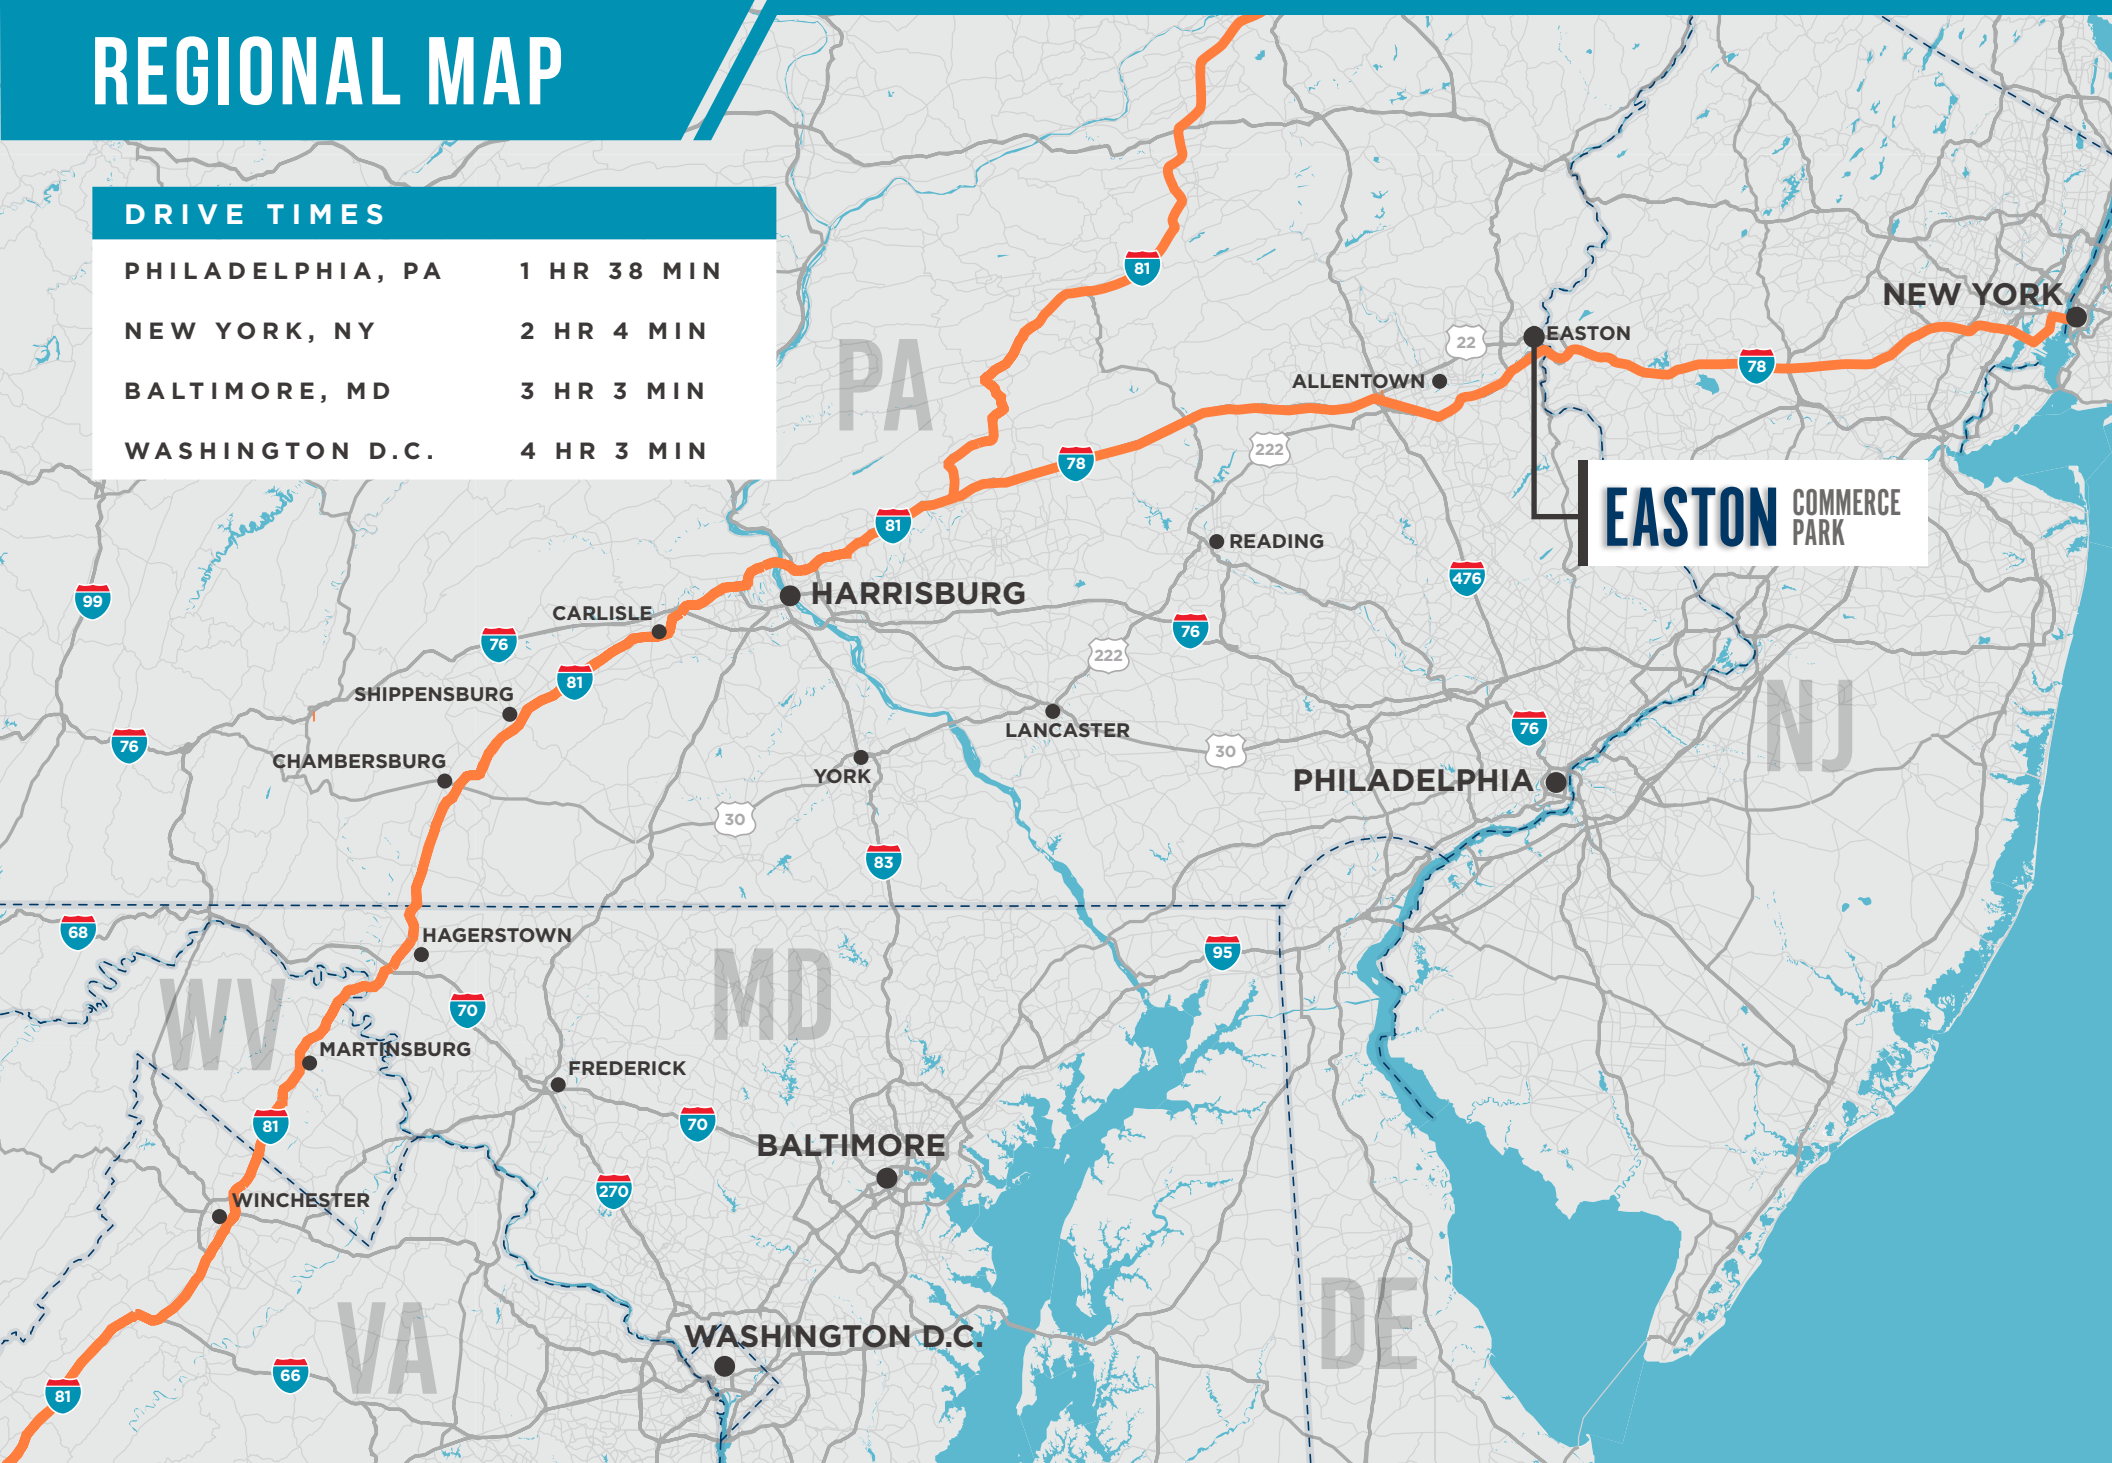 REGIONAL MAP
DRIVE TIMES
PHILADELPHIA, PA 1 HR 38 MIN
NEW YORK, NY 2 HR 4 MIN
BALTIMORE, MD 3 HR 3 MIN
WASHINGTON D.C. 4 HR 3 MIN
81
NEW YORK
22
EASTON
PA
78
ALLENTOWN
222
78
EASTON
COMMERCE
PARK
81
READING
476
99
HARRISBURG
CARLISLE
76
76
222
81
SHIPPENSBURG
NJ
LANCASTER
76
76
30
CHAMBERSBURG
YORK
PHILADELPHIA
30
83
68
HAGERSTOWN
95
MD
WV
70
MARTINSBURG
FREDERICK
81
70
BALTIMORE
270
WINCHESTER
DE
WASHINGTON D.C.
VA
66
81